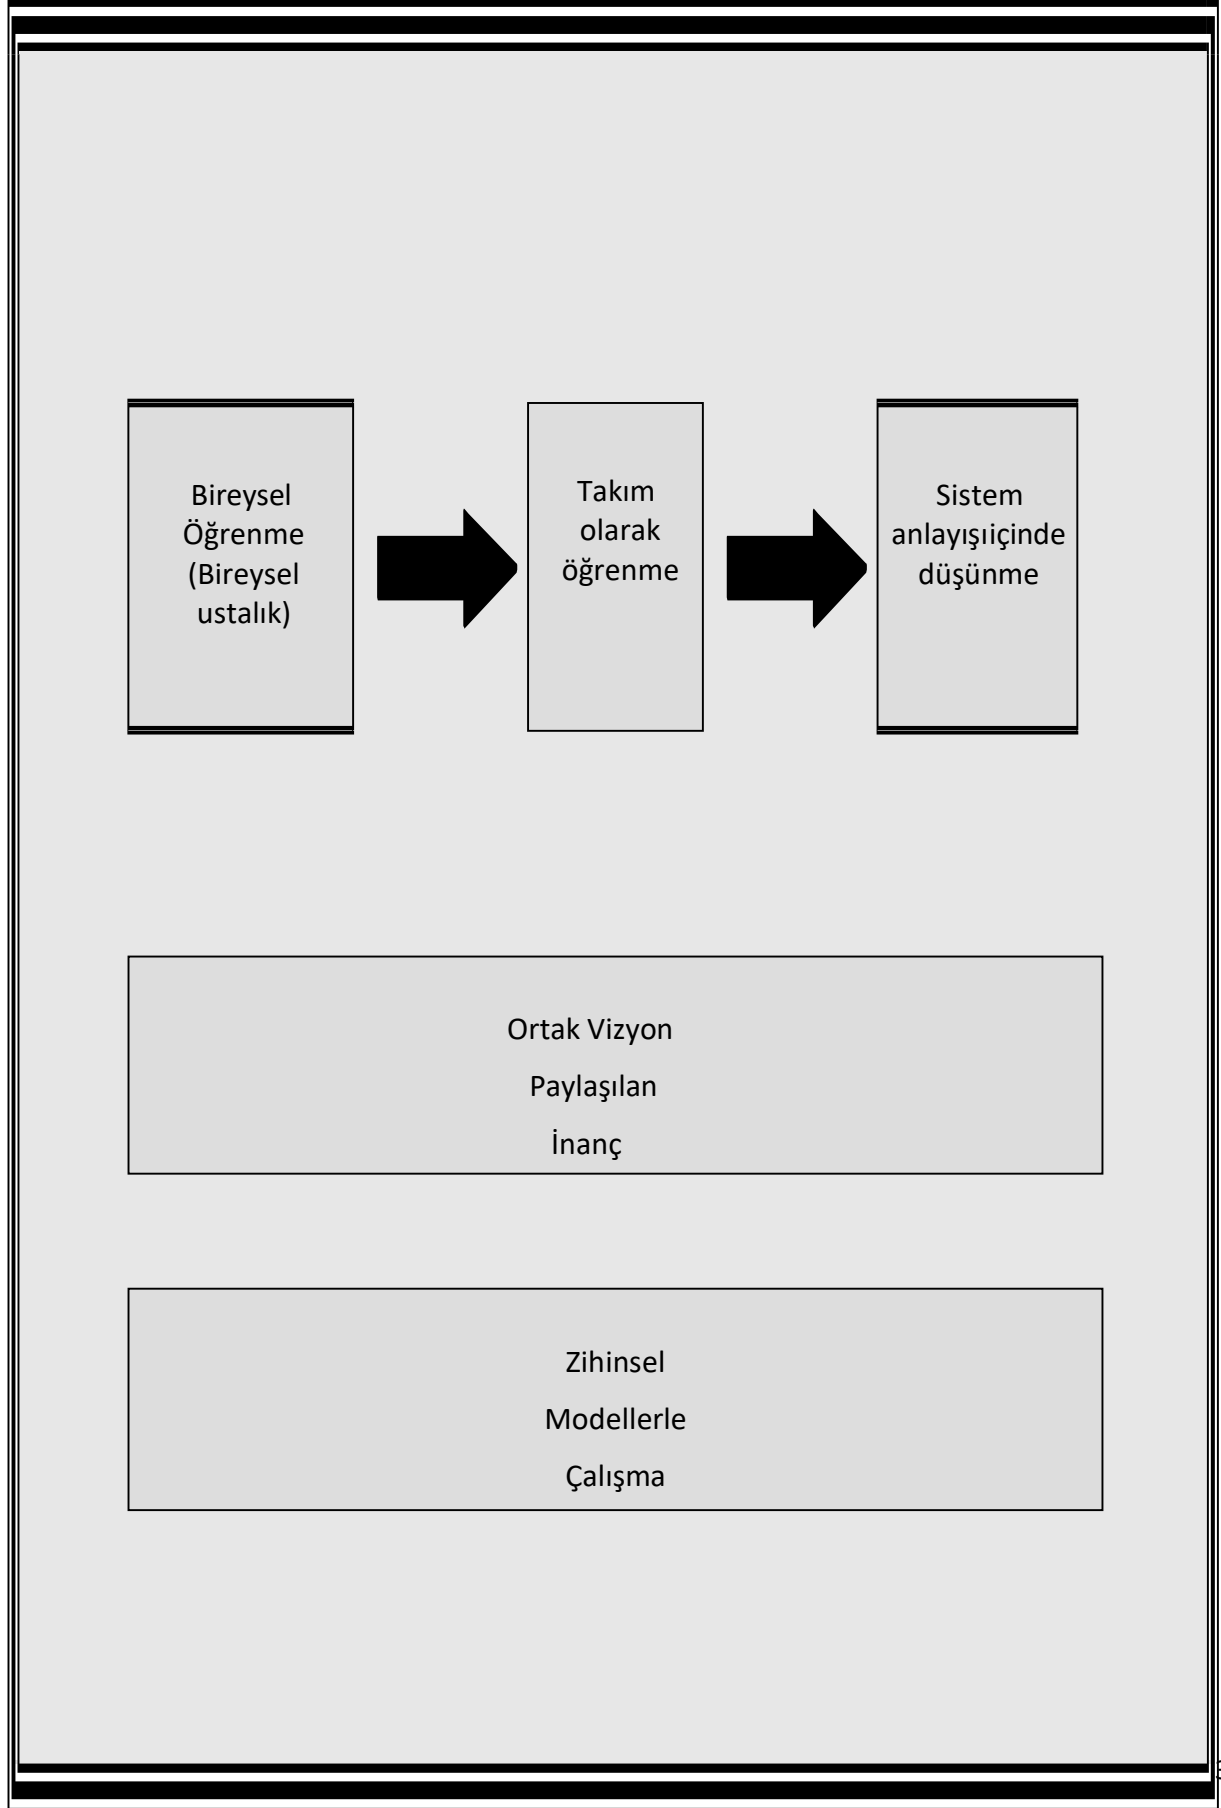 Bireysel
Öğrenme
(Bireysel
ustalık)
Takım
olarak
öğrenme
Sistem
anlayışıiçinde
düşünme
Ortak Vizyon
Paylaşılan
İnanç
Zihinsel
Modellerle
Çalışma